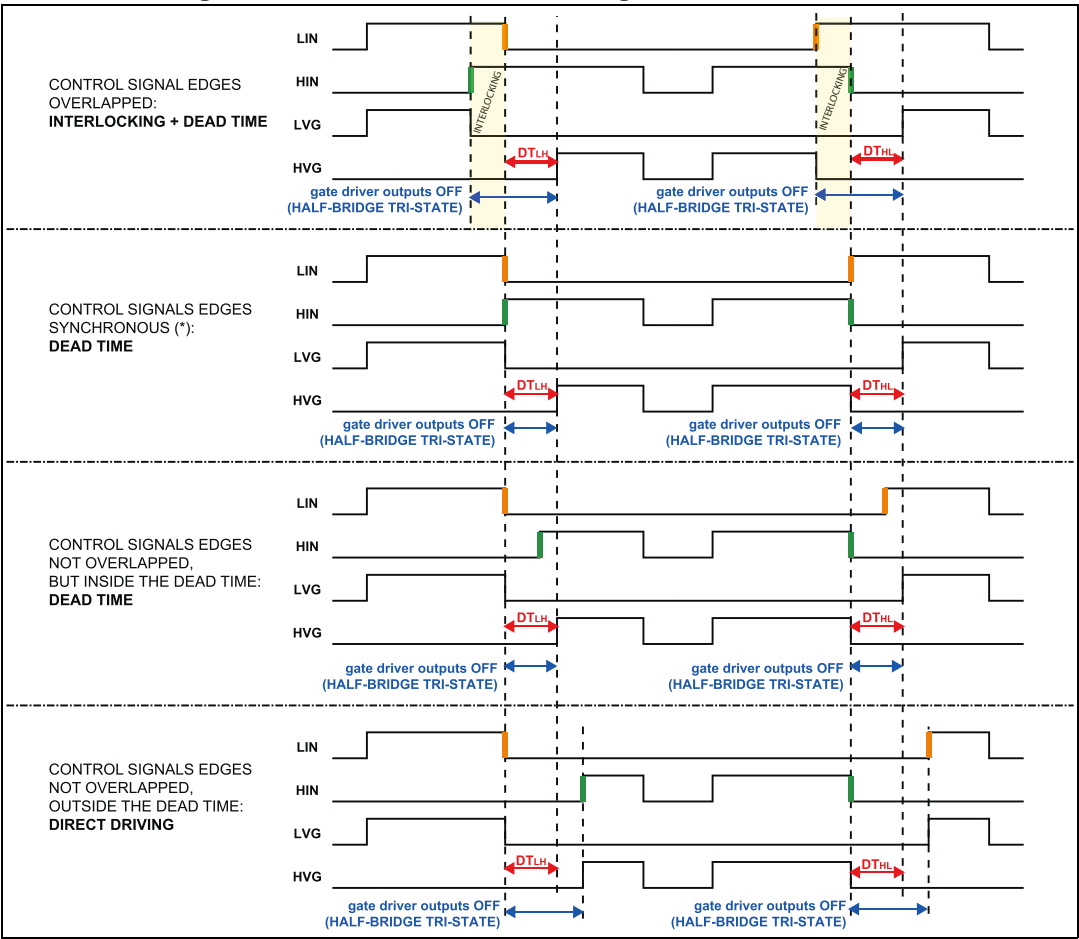 LIN
HIN
LVG
HVG
CONTROL SIGNAL EDGES
OVERLAPPED:
INTERLOCKING + DEAD TIME
INTERLOCKING
INTERLOCKING
DTLH
DTHL
gate driver outputs OFF
(HALF-BRIDGE TRI-STATE)
gate driver outputs OFF
(HALF-BRIDGE TRI-STATE)
LIN
HIN
LVG
HVG
CONTROL SIGNALS EDGES
SYNCHRONOUS (*):
DEAD TIME
DTLH
DTHL
gate driver outputs OFF
(HALF-BRIDGE TRI-STATE)
gate driver outputs OFF
(HALF-BRIDGE TRI-STATE)
LIN
HIN
LVG
HVG
CONTROL SIGNALS EDGES
NOT OVERLAPPED,
BUT INSIDE THE DEAD TIME:
DEAD TIME
DTLH
DTHL
gate driver outputs OFF
(HALF-BRIDGE TRI-STATE)
gate driver outputs OFF
(HALF-BRIDGE TRI-STATE)
LIN
HIN
LVG
HVG
CONTROL SIGNALS EDGES
NOT OVERLAPPED,
OUTSIDE THE DEAD TIME:
DIRECT DRIVING
DTLH
DTHL
gate driver outputs OFF
(HALF-BRIDGE TRI-STATE)
gate driver outputs OFF
(HALF-BRIDGE TRI-STATE)